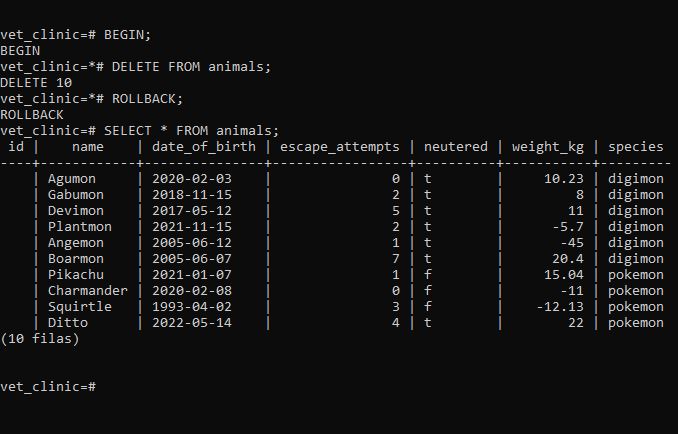 vet_clinic=# BEGIN;
BEGIN
vet_clinic=*# DELETE FROM animals;
DELETE 10
vet_clinic=*# ROLLBACK;
ROLLBACK
vet_clinic=# SELECT * FROM animals;
 id |    name    | date_of_birth | escape_attempts | neutered | weight_kg | species
----+------------+---------------+-----------------+----------+-----------+---------
    | Agumon     | 2020-02-03    |               0 | t        |     10.23 | digimon
    | Gabumon    | 2018-11-15    |               2 | t        |         8 | digimon
    | Devimon    | 2017-05-12    |               5 | t        |        11 | digimon
    | Plantmon   | 2021-11-15    |               2 | t        |      -5.7 | digimon
    | Angemon    | 2005-06-12    |               1 | t        |       -45 | digimon
    | Boarmon    | 2005-06-07    |               7 | t        |      20.4 | digimon
    | Pikachu    | 2021-01-07    |               1 | f        |     15.04 | pokemon
    | Charmander | 2020-02-08    |               0 | f        |       -11 | pokemon
    | Squirtle   | 1993-04-02    |               3 | f        |    -12.13 | pokemon
    | Ditto      | 2022-05-14    |               4 | t        |        22 | pokemon
(10 filas)
vet_clinic=#